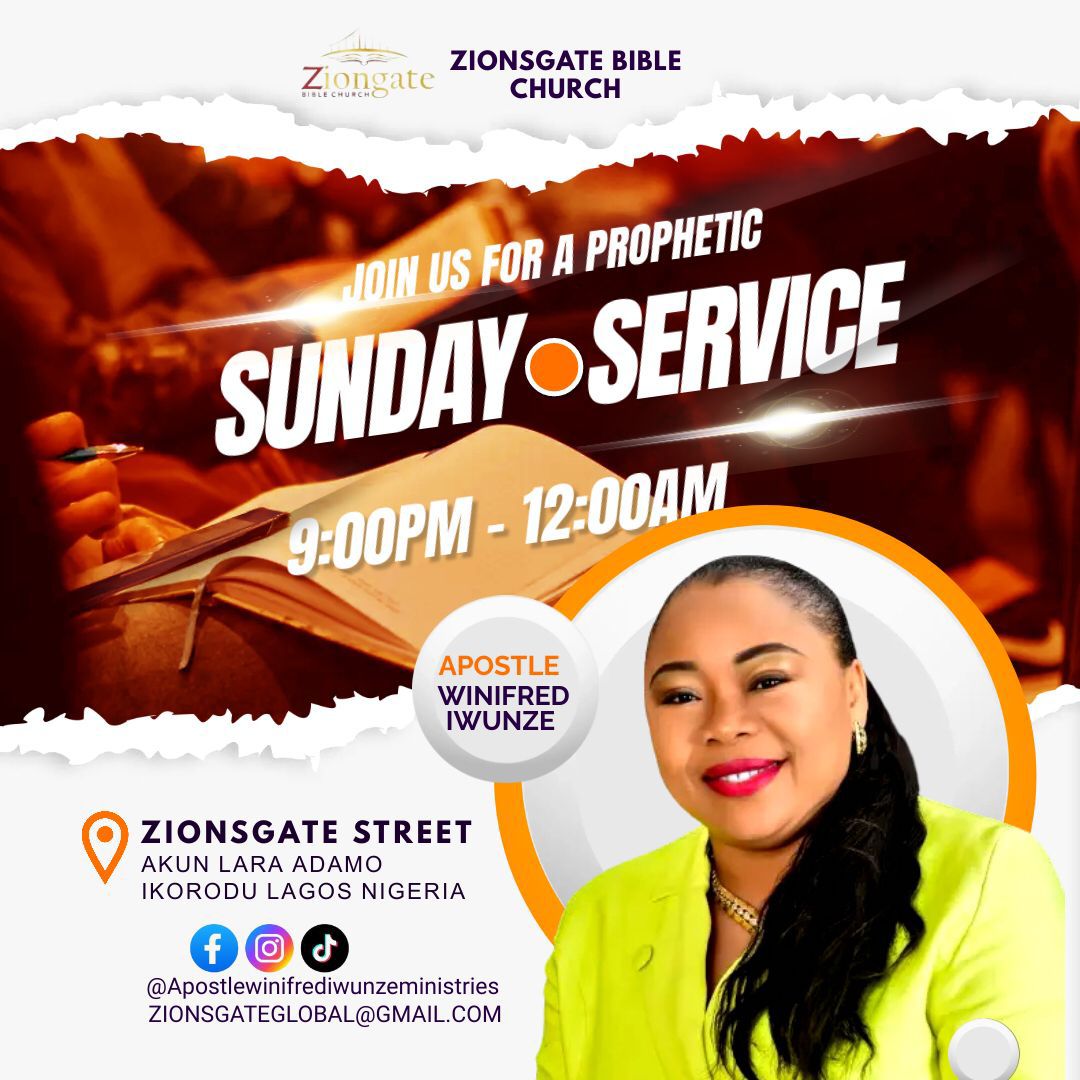 Ziongate
BIBLE CHURCH
ZIONSGATE BIBLE
CHURCH
JOIN US FOR A PROPHETIC
SUNDAY SERVICE
9:00PM - 12:00AM
APOSTLE
WINIFRED
IWUNZE
ZIONSGATE STREET
AKUN LARA ADAMO
IKORODU LAGOS NIGERIA
@Apostlewinifrediwunzeministries
ZIONSGATEGLOBAL@GMAIL.COM